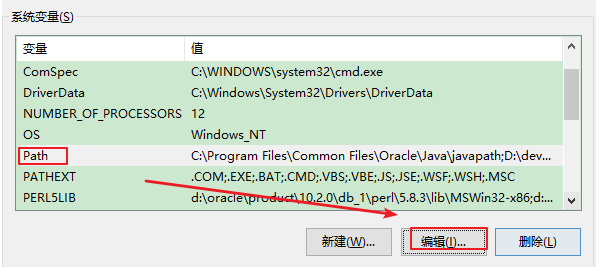 系统变量(S)
变量 值
ComSpec C:\WINDOWS\system32\cmd.exe
DriverData C:\Windows\System32\Drivers\DriverData
NUMBER_OF_PROCESSORS 12
OS Windows_NT
Path C:\Program Files\Common Files\Oracle\Java\javapath;D:\dev...
PATHEXT .COM;.EXE;.BAT;.CMD;.VBS;.VBE;.JS;.JSE;.WSF;.WSH;.MSC
PERL5LIB d:\oracle\product\10.2.0\db_1\perl\5.8.3\lib\MSWin32-x86;d:...
新建(W)... 编辑(I)... 删除(L)